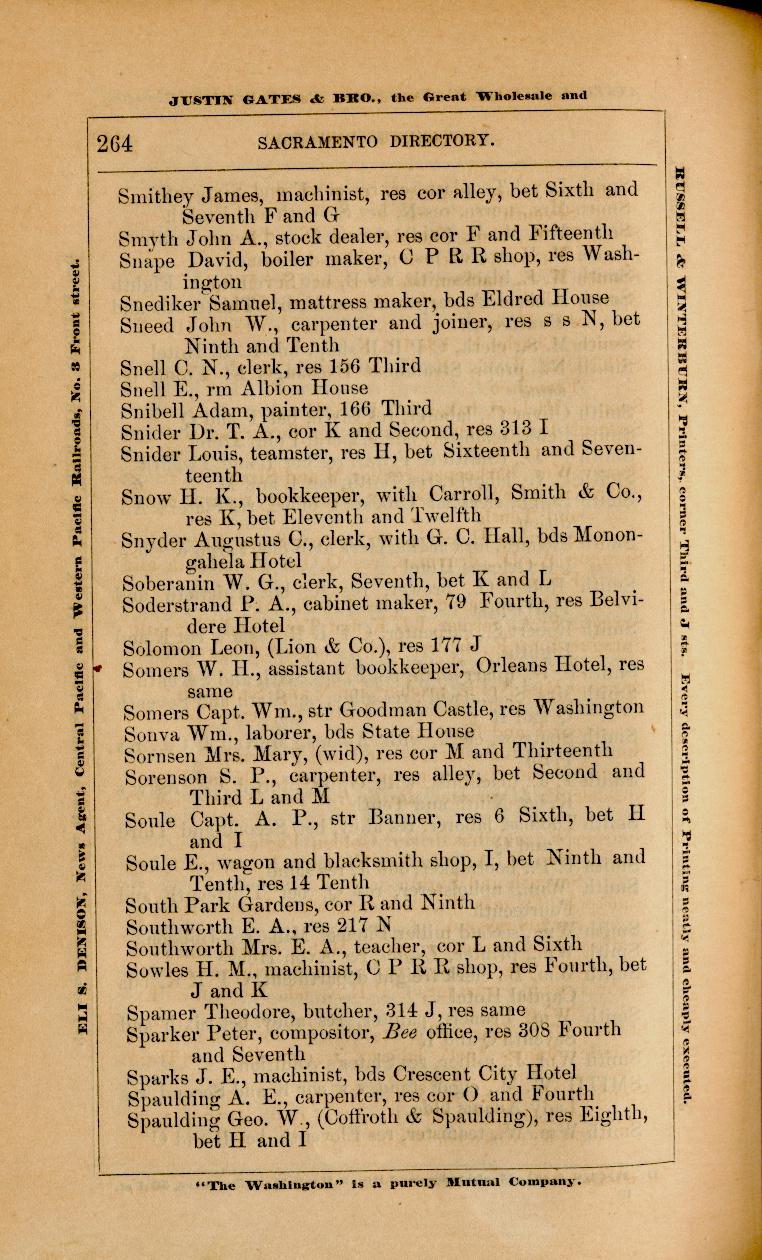 JUSTIN GATES & BRO., the Great Wholesale and
264
SACRAMENTO DIRECTORY.
Smithey James, machinist, res cor alley, bet Sixth and
Seventh F and G
Smyth John A., stock dealer, res cor F and Fifteenth
Snape David, boiler maker, C P R R shop, res Wash-
ington
Snediker Samuel, mattress maker, bds Eldred House
Sneed John W., carpenter and joiner, res s s N, bet
Ninth and Tenth
Snell C. N., clerk, res 156 Third
Snell E., rm Albion House
Snibell Adam, painter, 166 Third
Snider Dr. T. A., cor K and Second, res 313 I
Snider Louis, teamster, res H, bet Sixteenth and Seven-
teenth
Snow H. K., bookkeeper, with Carroll, Smith & Co.,
res K, bet Eleventh and Twelfth
Snyder Augustus C., clerk, with G. C. Hall, bds Monon-
gahela Hotel
Soberanin W. G., clerk, Seventh, bet K and L
Soderstrand P. A., cabinet maker, 79 Fourth, res Belvi-
dere Hotel
Solomon Leon, (Lion & Co.), res 177 J
Somers W. H., assistant bookkeeper, Orleans Hotel, res
same
Somers Capt. Wm., str Goodman Castle, res Washington
Sonva Wm., laborer, bds State House
Sornsen Mrs. Mary, (wid), res cor M and Thirteenth
Sorenson S. P., carpenter, res alley, bet Second and
Third L and M
Soule Capt. A. P., str Banner, res 6 Sixth, bet H
and I
Soule E., wagon and blacksmith shop, I, bet Ninth and
Tenth, res 14 Tenth
South Park Gardens, cor R and Ninth
Southworth E. A., res 217 N
Southworth Mrs. E. A., teacher, cor L and Sixth
Sowles H. M., machinist, C P R R shop, res Fourth, bet
J and K
Spamer Theodore, butcher, 314 J, res same
Sparker Peter, compositor, Bee office, res 308 Fourth
and Seventh
Sparks J. E., machinist, bds Crescent City Hotel
Spaulding A. E., carpenter, res cor O and Fourth
Spaulding Geo. W., (Coffroth & Spaulding), res Eighth,
bet H and I
"The Washington" is a purely Mutual Company.
ELI S. DENISON, News Agent, Central Pacific and Western Pacific Railroads, No. 3 Front street.
RUSSELL & WINTERBURN, Printers, corner Third and J sts. Every description of Printing neatly and cheaply executed.